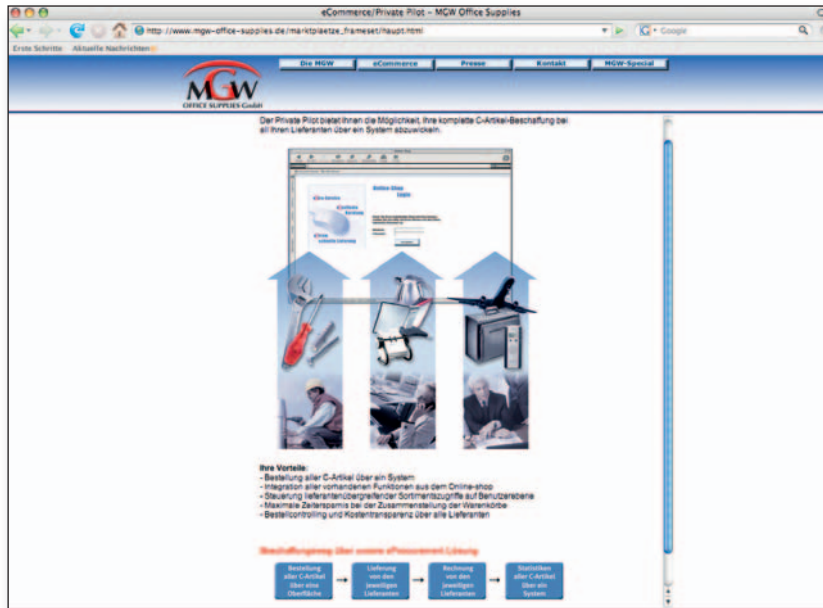 eCommerce/Private Pilot – MGW Office Supplies
http://www.mgw-office-supplies.de/marktplaetze_frameset/haupt.html
Google
Erste Schritte Aktuelle Nachrichten
Die MGW eCommerce Presse Kontakt MGW-Spezial
MGW
OFFICE SUPPLIES GmbH
Der Private Pilot bietet Ihnen die Möglichkeit, Ihre komplette C-Artikel-Beschaffung bei
all Ihren Lieferanten über ein System abzuwickeln.
Online Shop
Login
Ihre Vorteile:
- Bestellung aller C-Artikel über ein System
- Integration aller vorhandenen Funktionen aus dem Online-shop
- Steuerung lieferantenübergreifender Sortimentszugriffe auf Benutzerebene
- Maximale Zeitersparnis bei der Zusammenstellung der Warenkörbe
- Bestellcontrolling und Kostentransparenz über alle Lieferanten
Beschaffungsweg über unsere eProcurement-Lösung
Bestellung aller C-Artikel über eine Oberfläche
Lieferung von den jeweiligen Lieferanten
Rechnung von den jeweiligen Lieferanten
Statistiken aller C-Artikel über ein System